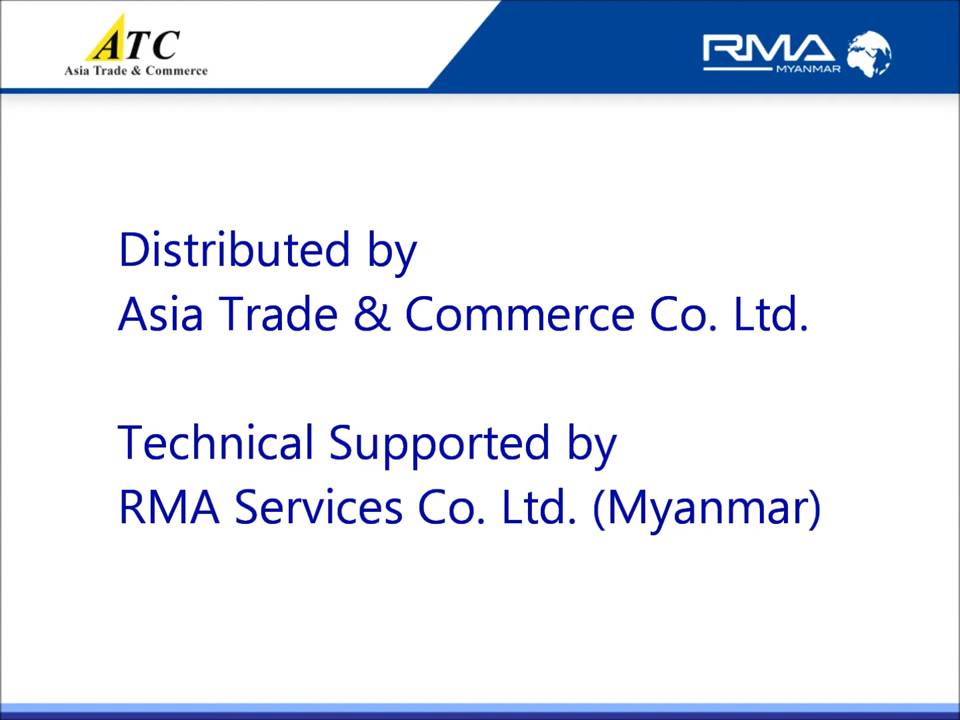 ATC
Asia Trade & Commerce
RMA
MYANMAR
Distributed by
Asia Trade & Commerce Co. Ltd.
Technical Supported by
RMA Services Co. Ltd. (Myanmar)